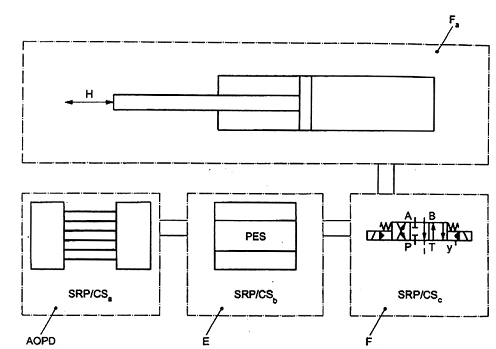 Fa
H
A B
PES
P T y
SRP/CSa
SRP/CSb
SRP/CSc
AOPD
E
F